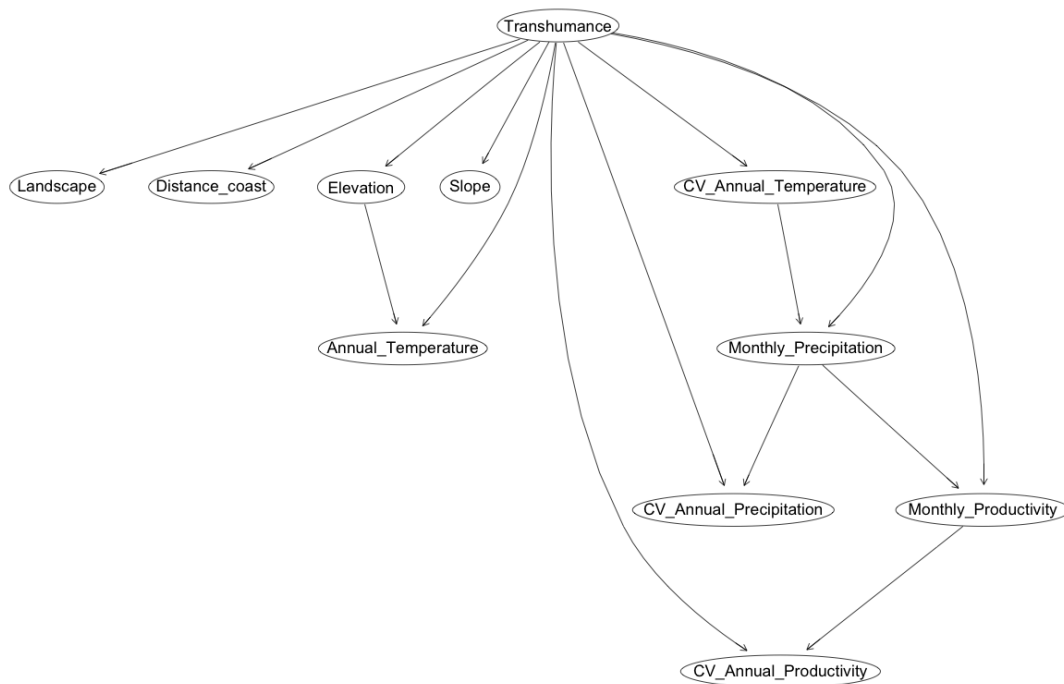 Transhumance
Landscape
Distance_coast
Elevation
Slope
CV_Annual_Temperature
Annual_Temperature
Monthly_Precipitation
CV_Annual_Precipitation
Monthly_Productivity
CV_Annual_Productivity